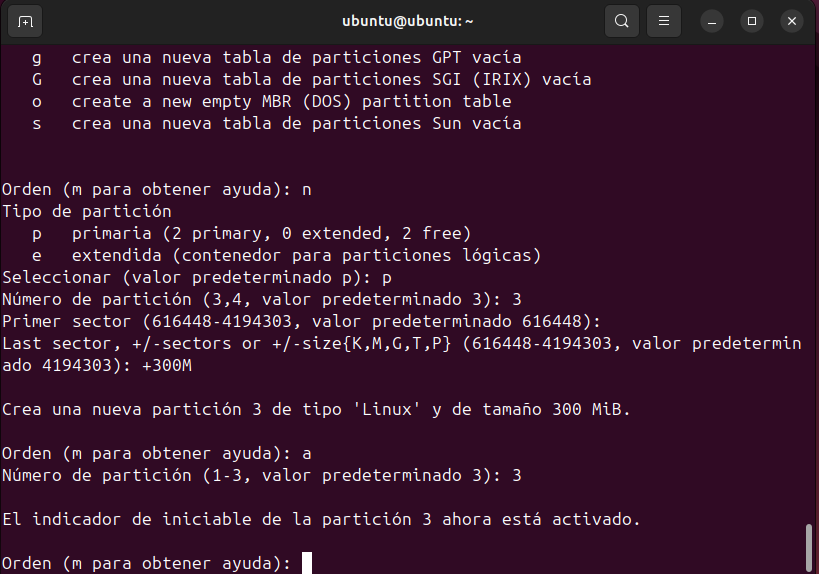 ubuntu@ubuntu: ~
g   crea una nueva tabla de particiones GPT vacía
G   crea una nueva tabla de particiones SGI (IRIX) vacía
o   create a new empty MBR (DOS) partition table
s   crea una nueva tabla de particiones Sun vacía
Orden (m para obtener ayuda): n
Tipo de partición
p   primaria (2 primary, 0 extended, 2 free)
e   extendida (contenedor para particiones lógicas)
Seleccionar (valor predeterminado p): p
Número de partición (3,4, valor predeterminado 3): 3
Primer sector (616448-4194303, valor predeterminado 616448):
Last sector, +/-sectors or +/-size{K,M,G,T,P} (616448-4194303, valor predetermin
ado 4194303): +300M
Crea una nueva partición 3 de tipo 'Linux' y de tamaño 300 MiB.
Orden (m para obtener ayuda): a
Número de partición (1-3, valor predeterminado 3): 3
El indicador de iniciable de la partición 3 ahora está activado.
Orden (m para obtener ayuda):